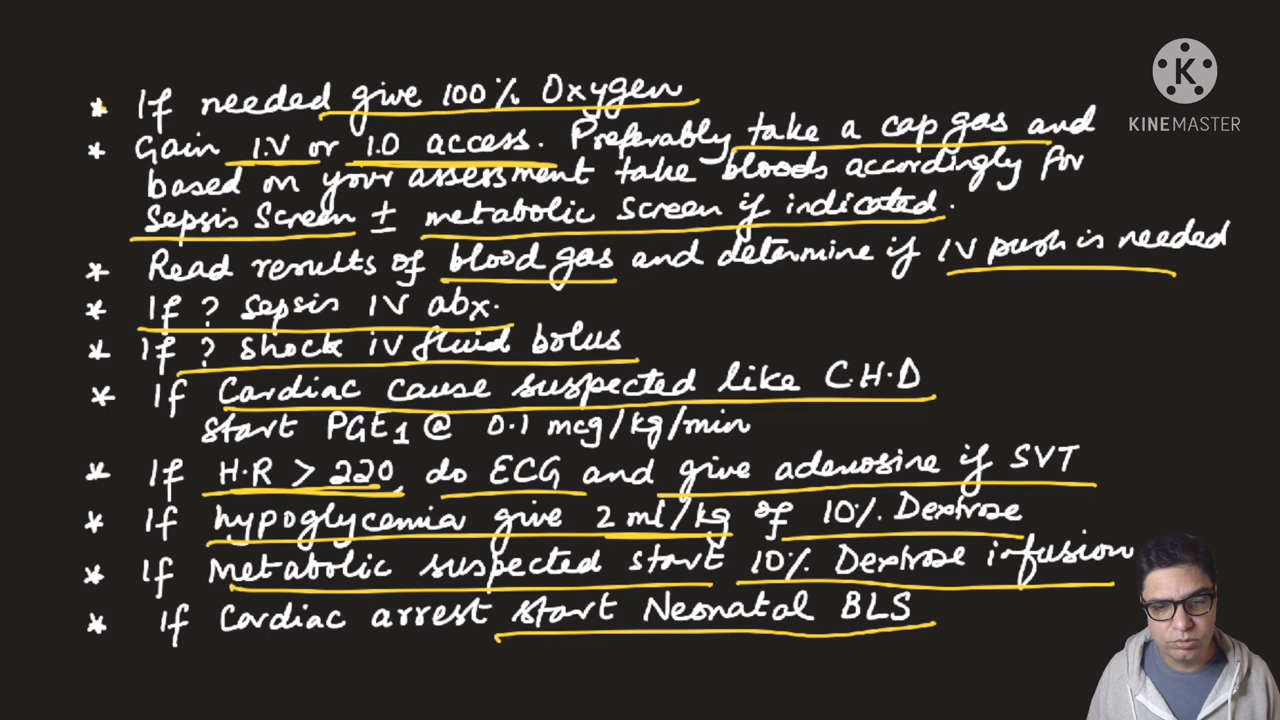 * If needed give 100% Oxygen
* Gain I.V or I.O access. Preferably take a cap gas and
based on your assessment take bloods accordingly for
Sepsis Screen ± metabolic Screen if indicated.
* Read results of blood gas and determine if IV push is needed
* If ? sepsis IV abx.
* If ? Shock iv fluid bolus
* If Cardiac cause suspected like C.H.D
start PGE1 @ 0.1 mcg/kg/min
* If H.R > 220, do ECG and give adenosine if SVT
* If hypoglycemia give 2 ml/kg of 10% Dextrose
* If Metabolic suspected start 10% Dextrose infusion
* If Cardiac arrest start Neonatal BLS
K
KINEMASTER